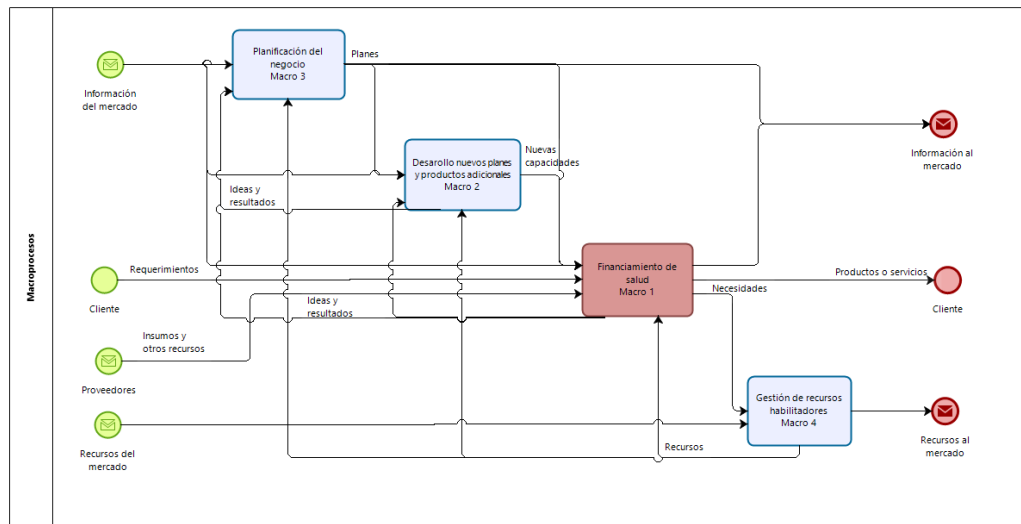 Macroprocesos
Planificación del
negocio
Macro 3
Planes
Información
del mercado
Información al
mercado
Desarollo nuevos planes
y productos adicionales
Macro 2
Nuevas
capacidades
Ideas y
resultados
Requerimientos
Cliente
Financiamiento de
salud
Macro 1
Productos o servicios
Cliente
Necesidades
Ideas y
resultados
Insumos y
otros recursos
Proveedores
Gestión de recursos
habilitadores
Macro 4
Recursos del
mercado
Recursos
Recursos al
mercado